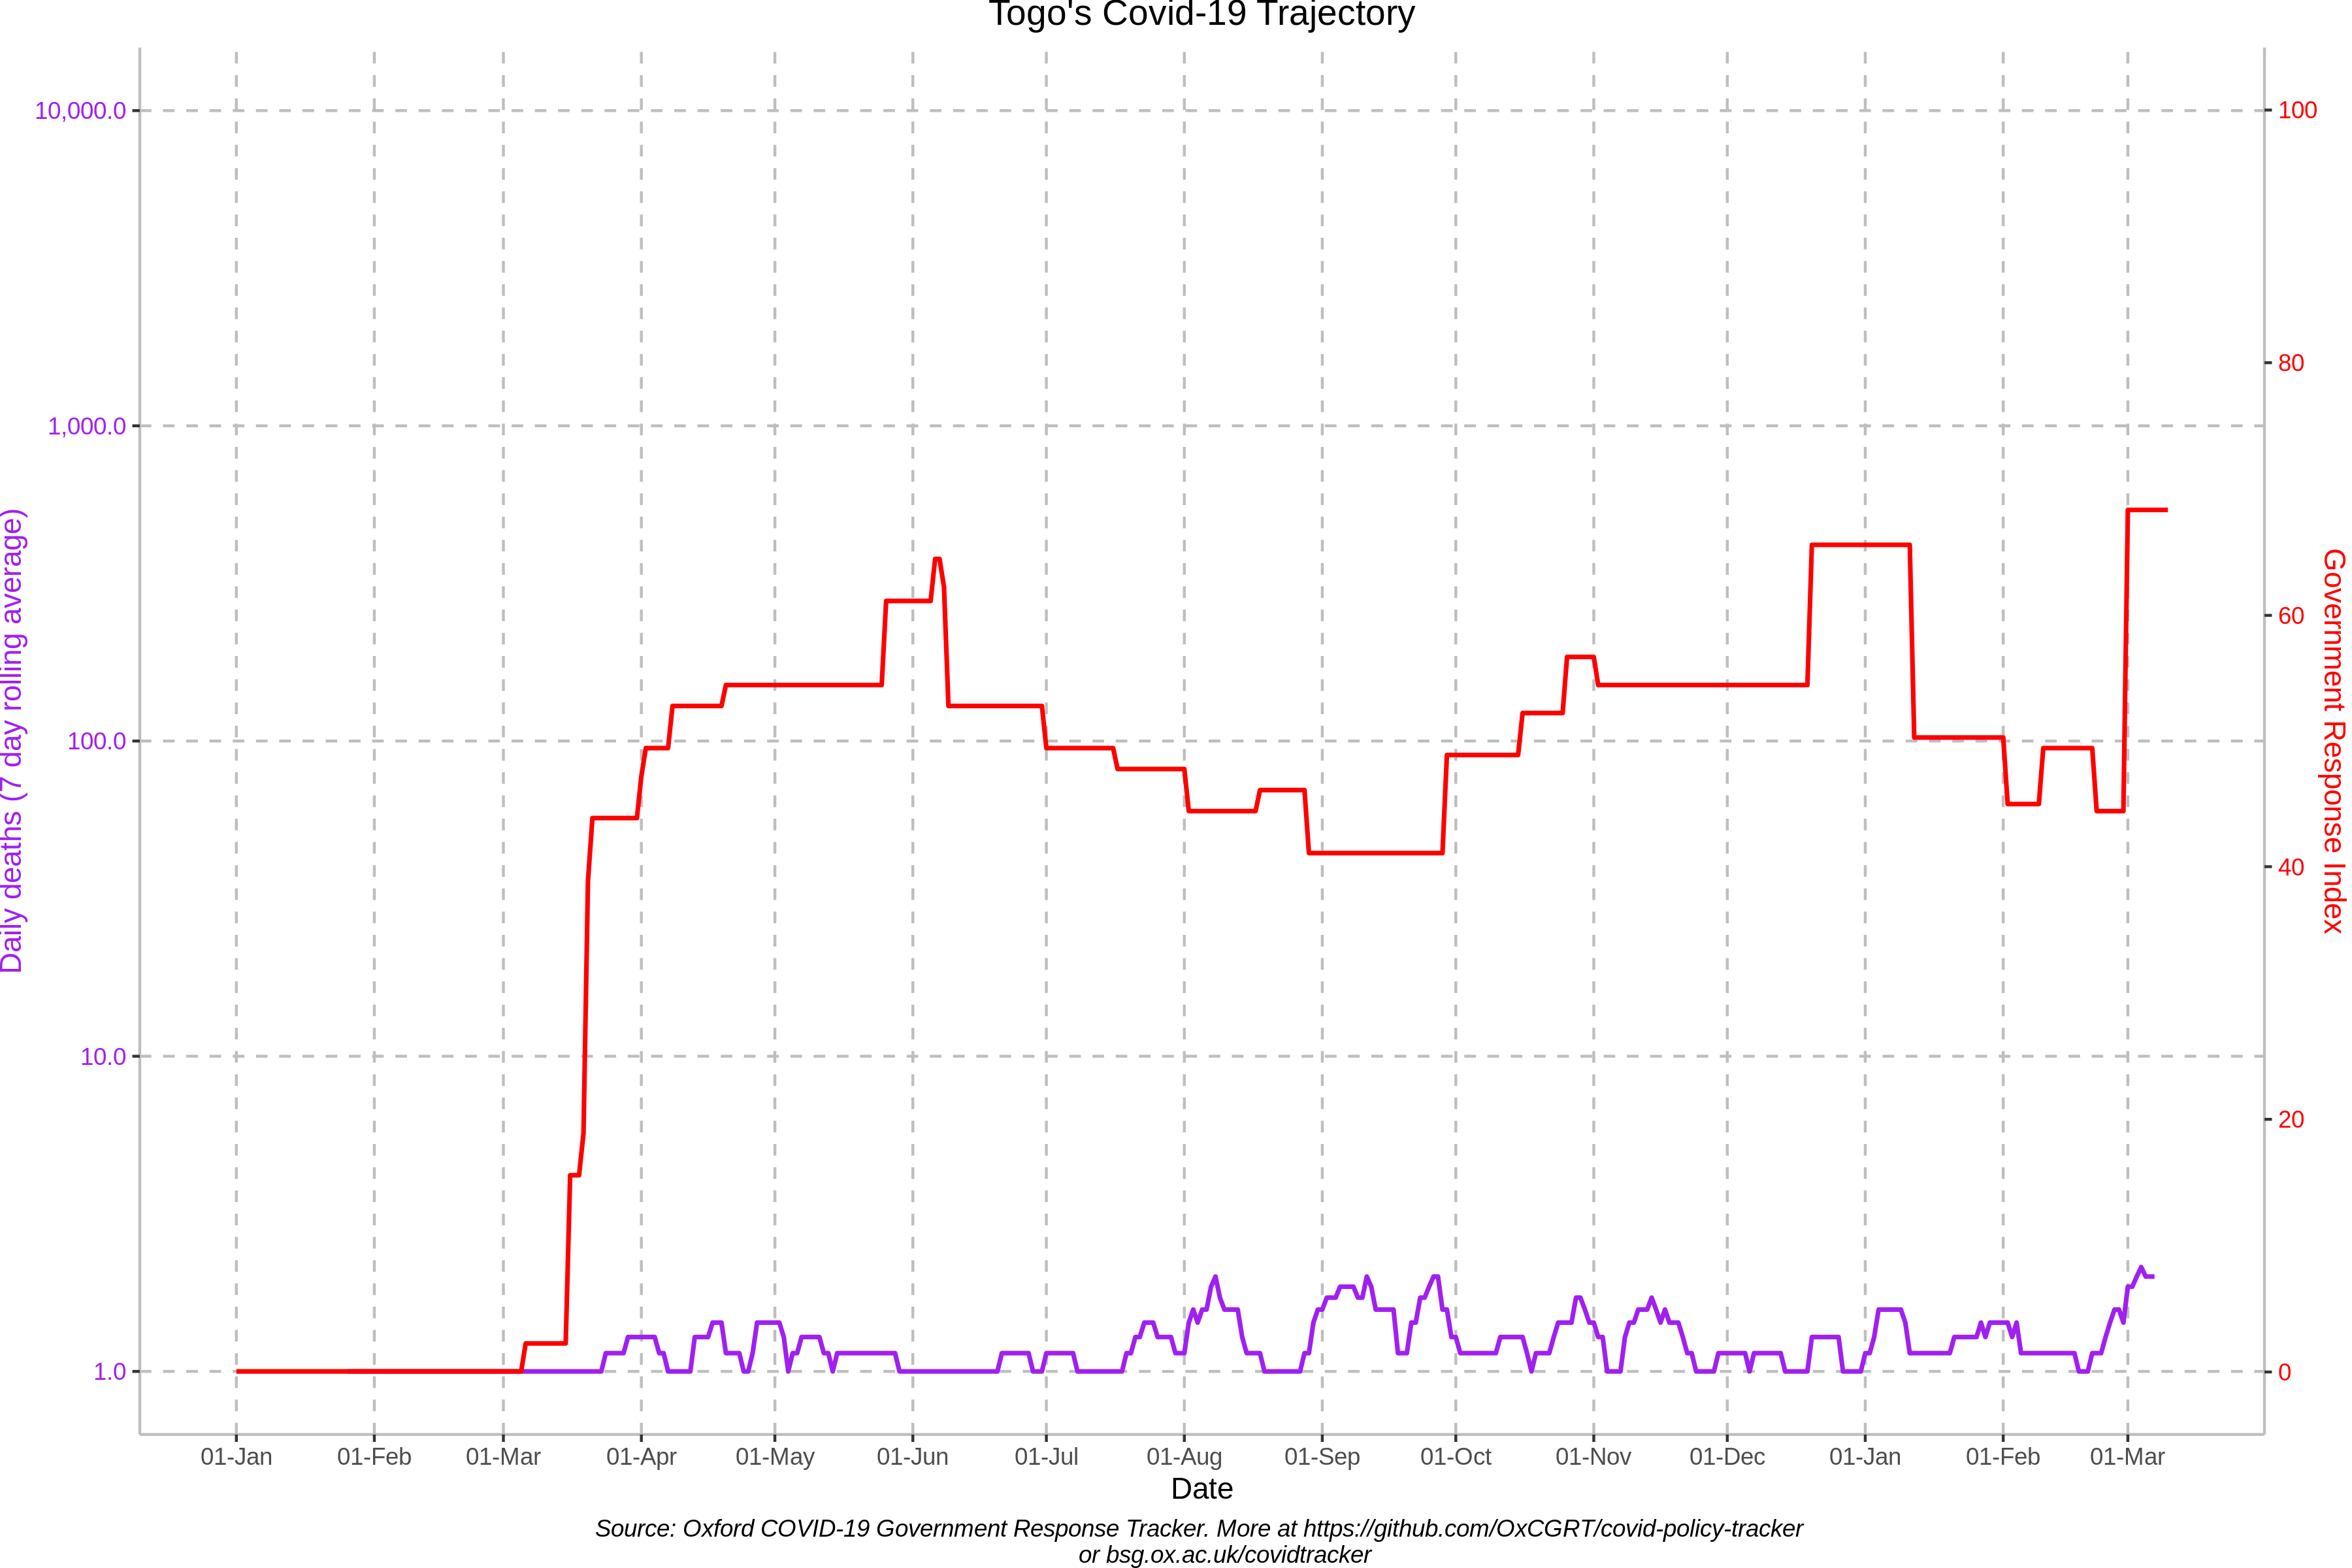 Togo's Covid-19 Trajectory
10,000.0
1,000.0
100.0
10.0
1.0
Daily deaths (7 day rolling average)
100
80
60
40
20
0
Government Response Index
01-Jan 01-Feb 01-Mar 01-Apr 01-May 01-Jun 01-Jul 01-Aug 01-Sep 01-Oct 01-Nov 01-Dec 01-Jan 01-Feb 01-Mar
Date
Source: Oxford COVID-19 Government Response Tracker. More at https://github.com/OxCGRT/covid-policy-tracker
or bsg.ox.ac.uk/covidtracker